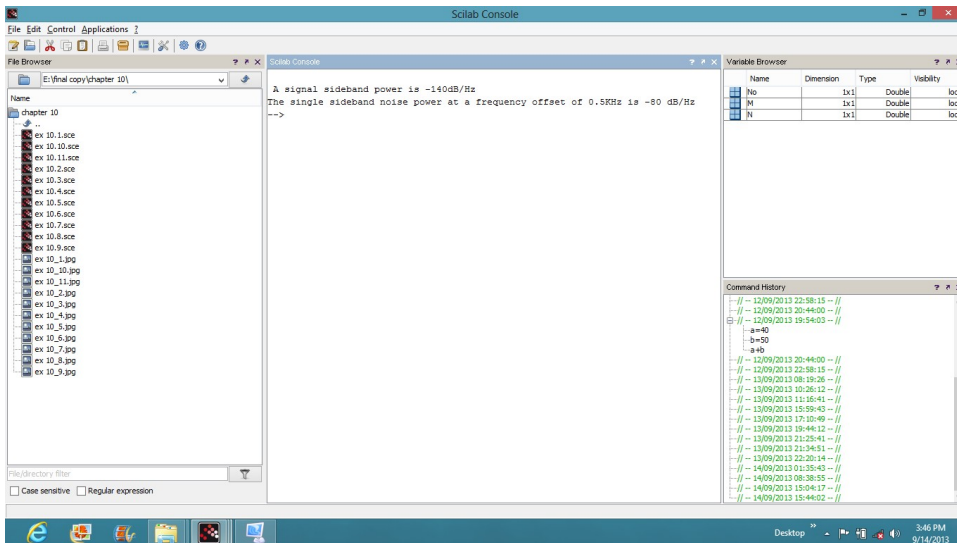 Scilab Console
File Edit Control Applications ?
File Browser ? × 
E:\final copy\chapter 10\
Name
chapter 10
..
ex 10.1.sce
ex 10.10.sce
ex 10.11.sce
ex 10.2.sce
ex 10.3.sce
ex 10.4.sce
ex 10.5.sce
ex 10.6.sce
ex 10.7.sce
ex 10.8.sce
ex 10.9.sce
ex 10_1.jpg
ex 10_10.jpg
ex 10_11.jpg
ex 10_2.jpg
ex 10_3.jpg
ex 10_4.jpg
ex 10_5.jpg
ex 10_6.jpg
ex 10_7.jpg
ex 10_8.jpg
ex 10_9.jpg
File/directory filter
Case sensitive Regular expression
Scilab Console ? ×
A signal sideband power is -140dB/Hz
The single sideband noise power at a frequency offset of 0.5KHz is -80 dB/Hz
-->
Variable Browser ?
Name Dimension Type Visibility
No 1x1 Double loc
M 1x1 Double loc
N 1x1 Double loc
Command History ?
// -- 12/09/2013 22:58:15 -- //
// -- 12/09/2013 20:44:00 -- //
// -- 12/09/2013 19:54:03 -- //
a=40
b=50
a+b
// -- 12/09/2013 20:44:00 -- //
// -- 12/09/2013 22:58:15 -- //
// -- 13/09/2013 08:19:26 -- //
// -- 13/09/2013 10:26:12 -- //
// -- 13/09/2013 11:16:41 -- //
// -- 13/09/2013 15:59:43 -- //
// -- 13/09/2013 17:10:49 -- //
// -- 13/09/2013 19:44:12 -- //
// -- 13/09/2013 21:25:41 -- //
// -- 13/09/2013 21:34:51 -- //
// -- 13/09/2013 22:20:14 -- //
// -- 14/09/2013 01:35:43 -- //
// -- 14/09/2013 08:38:55 -- //
// -- 14/09/2013 15:04:17 -- //
// -- 14/09/2013 15:44:02 -- //
Desktop
3:46 PM
9/14/2013